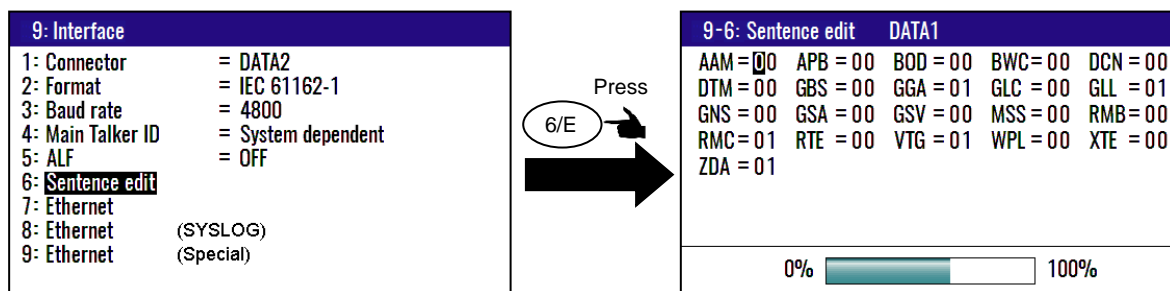 9: Interface
1: Connector = DATA2
2: Format = IEC 61162-1
3: Baud rate = 4800
4: Main Talker ID = System dependent
5: ALF = OFF
6: Sentence edit
7: Ethernet
8: Ethernet (SYSLOG)
9: Ethernet (Special)
Press
6/E
9-6: Sentence edit DATA1
AAM = 00 APB = 00 BOD = 00 BWC = 00 DCN = 00
DTM = 00 GBS = 00 GGA = 01 GLC = 00 GLL = 01
GNS = 00 GSA = 00 GSV = 00 MSS = 00 RMB = 00
RMC = 01 RTE = 00 VTG = 01 WPL = 00 XTE = 00
ZDA = 01
0% 100%